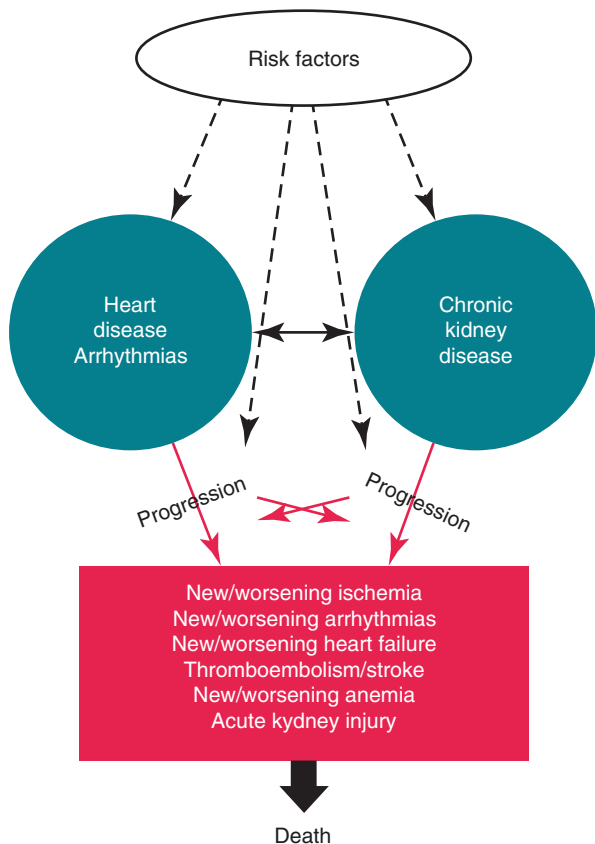 Risk factors
Heart
disease
Arrhythmias
Chronic
kidney
disease
Progression
Progression
New/worsening ischemia
New/worsening arrhythmias
New/worsening heart failure
Thromboembolism/stroke
New/worsening anemia
Acute kydney injury
Death